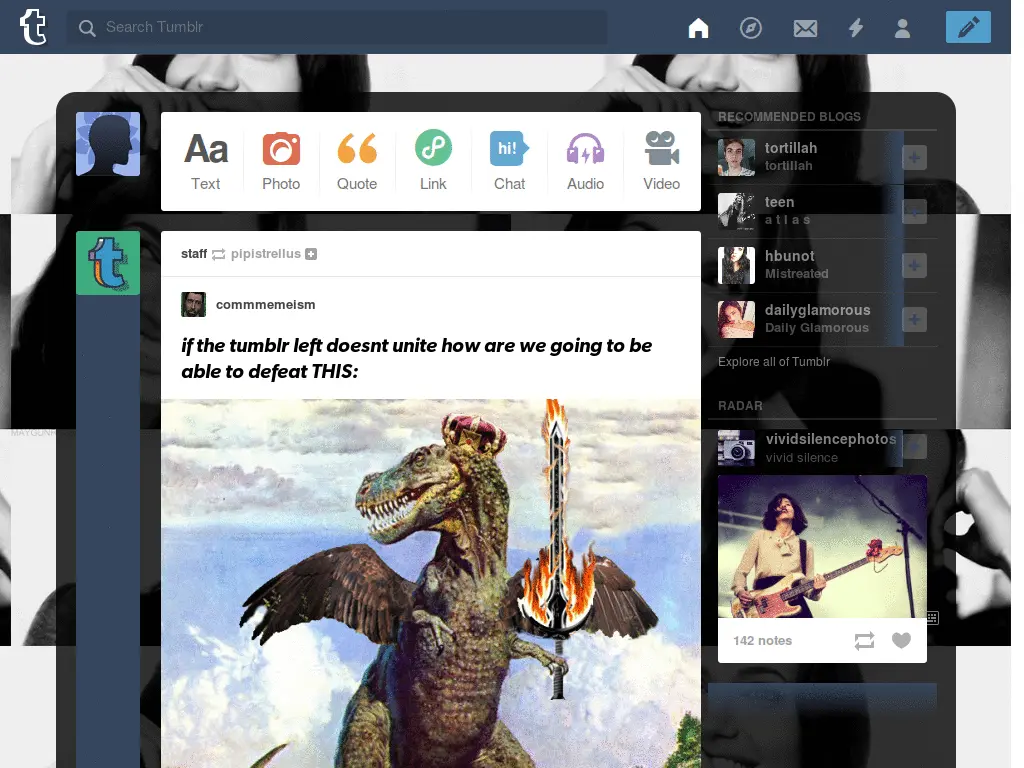 t
Search Tumblr
Aa
hi!
Text
Photo
Quote
Link
Chat
Audio
Video
staff pipistrellus
commmemeism
if the tumblr left doesnt unite how are we going to be
able to defeat THIS:
RECOMMENDED BLOGS
tortillah
tortillah
teen
a t l a s
hbunot
Mistreated
dailyglamorous
Daily Glamorous
Explore all of Tumblr
RADAR
vividsilencephotos
vivid silence
142 notes